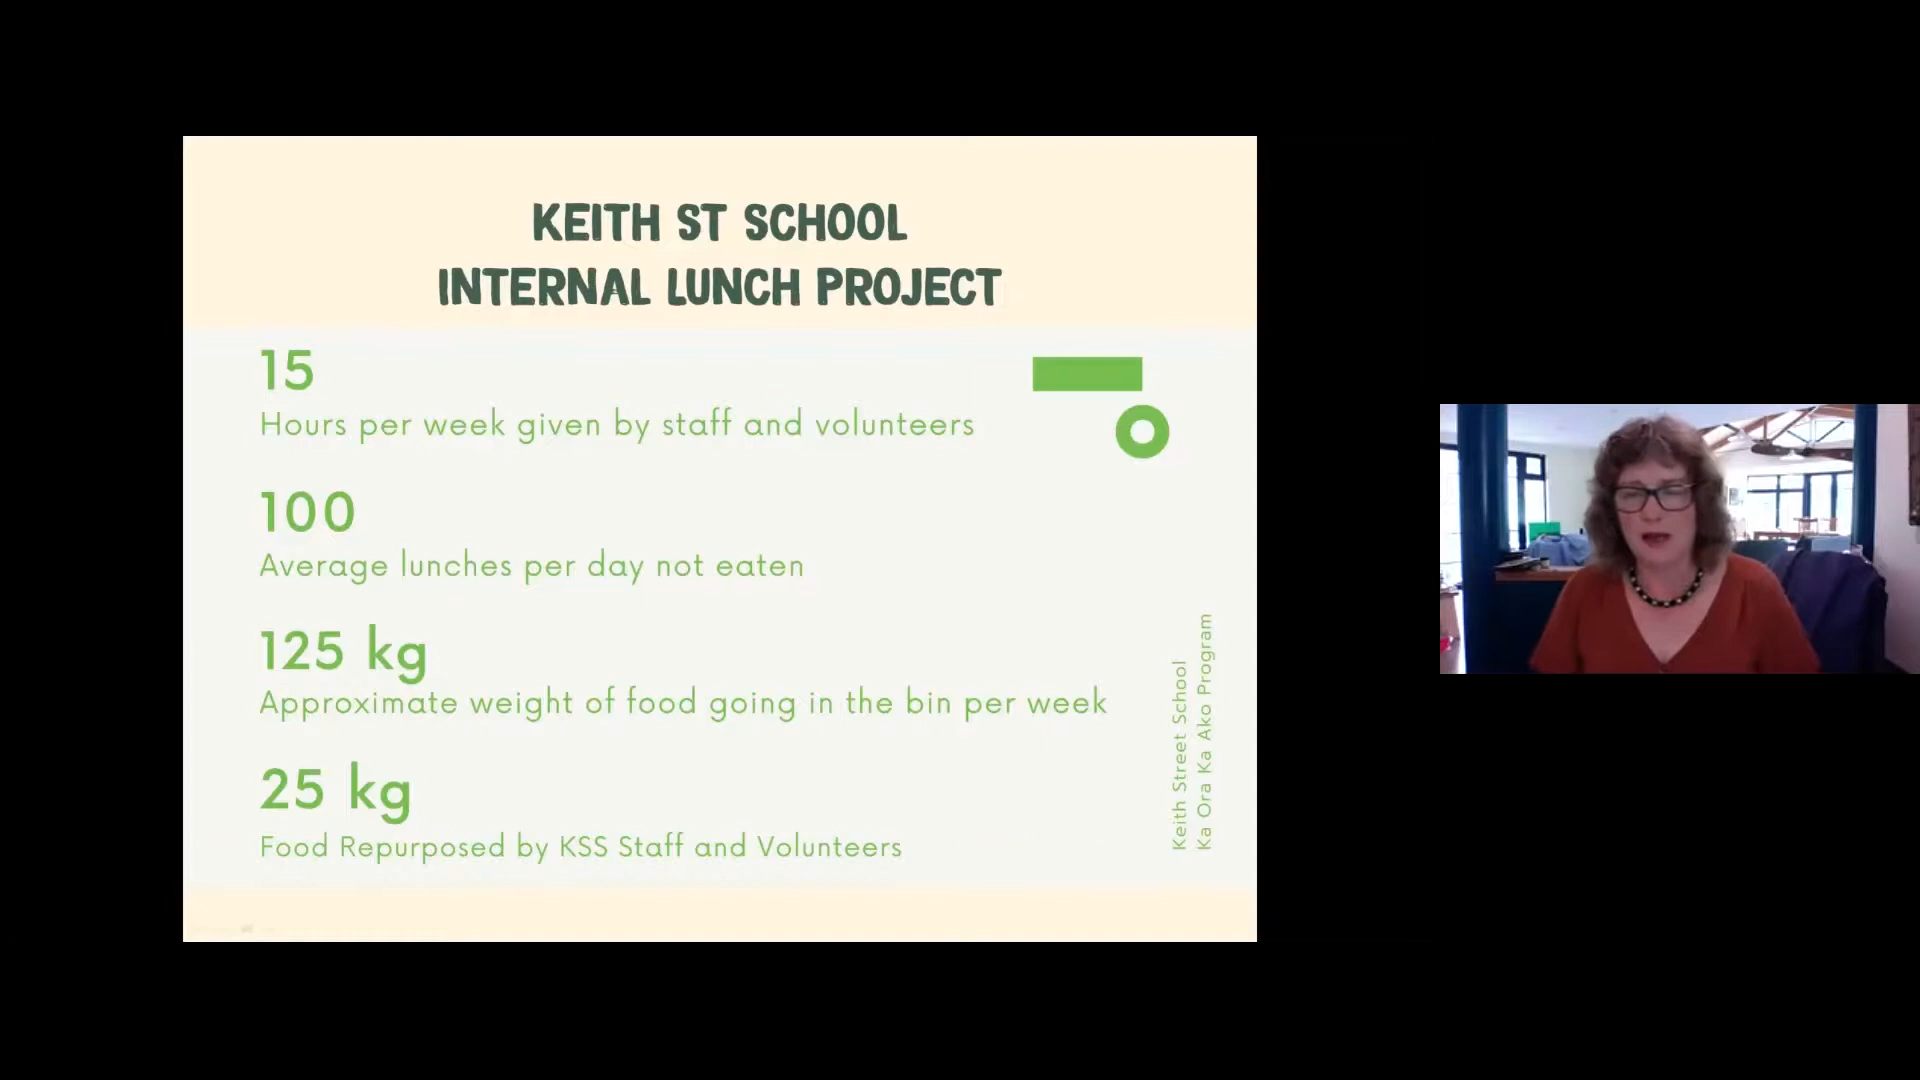 KEITH ST SCHOOL
INTERNAL LUNCH PROJECT
15
Hours per week given by staff and volunteers
100
Average lunches per day not eaten
125 kg
Approximate weight of food going in the bin per week
25 kg
Food Repurposed by KSS Staff and Volunteers
Keith Street School
Ka Ora Ka Ako Program